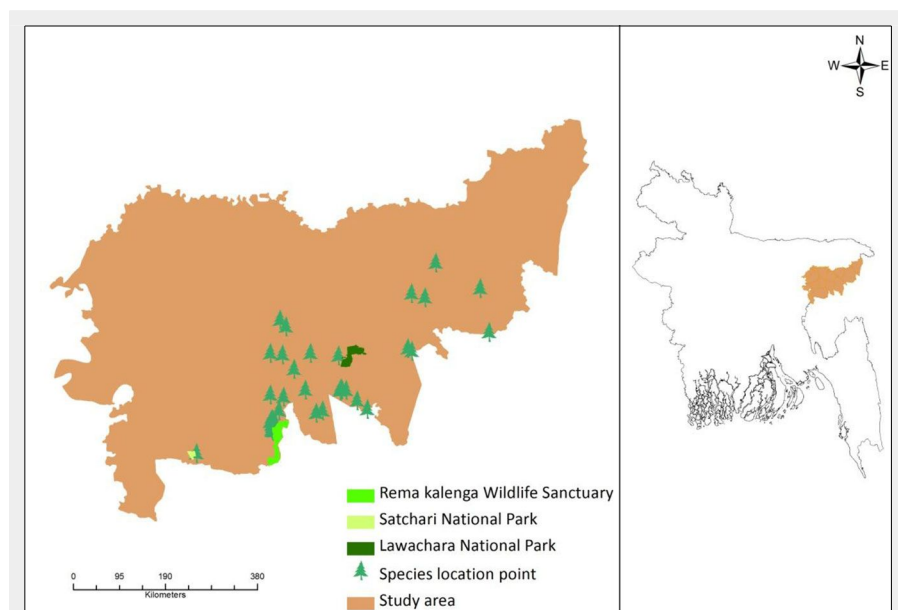 N
W E
S
Rema kalenga Wildlife Sanctuary
Satchari National Park
Lawachara National Park
Species location point
Study area
0 95 190 380
Kilometers